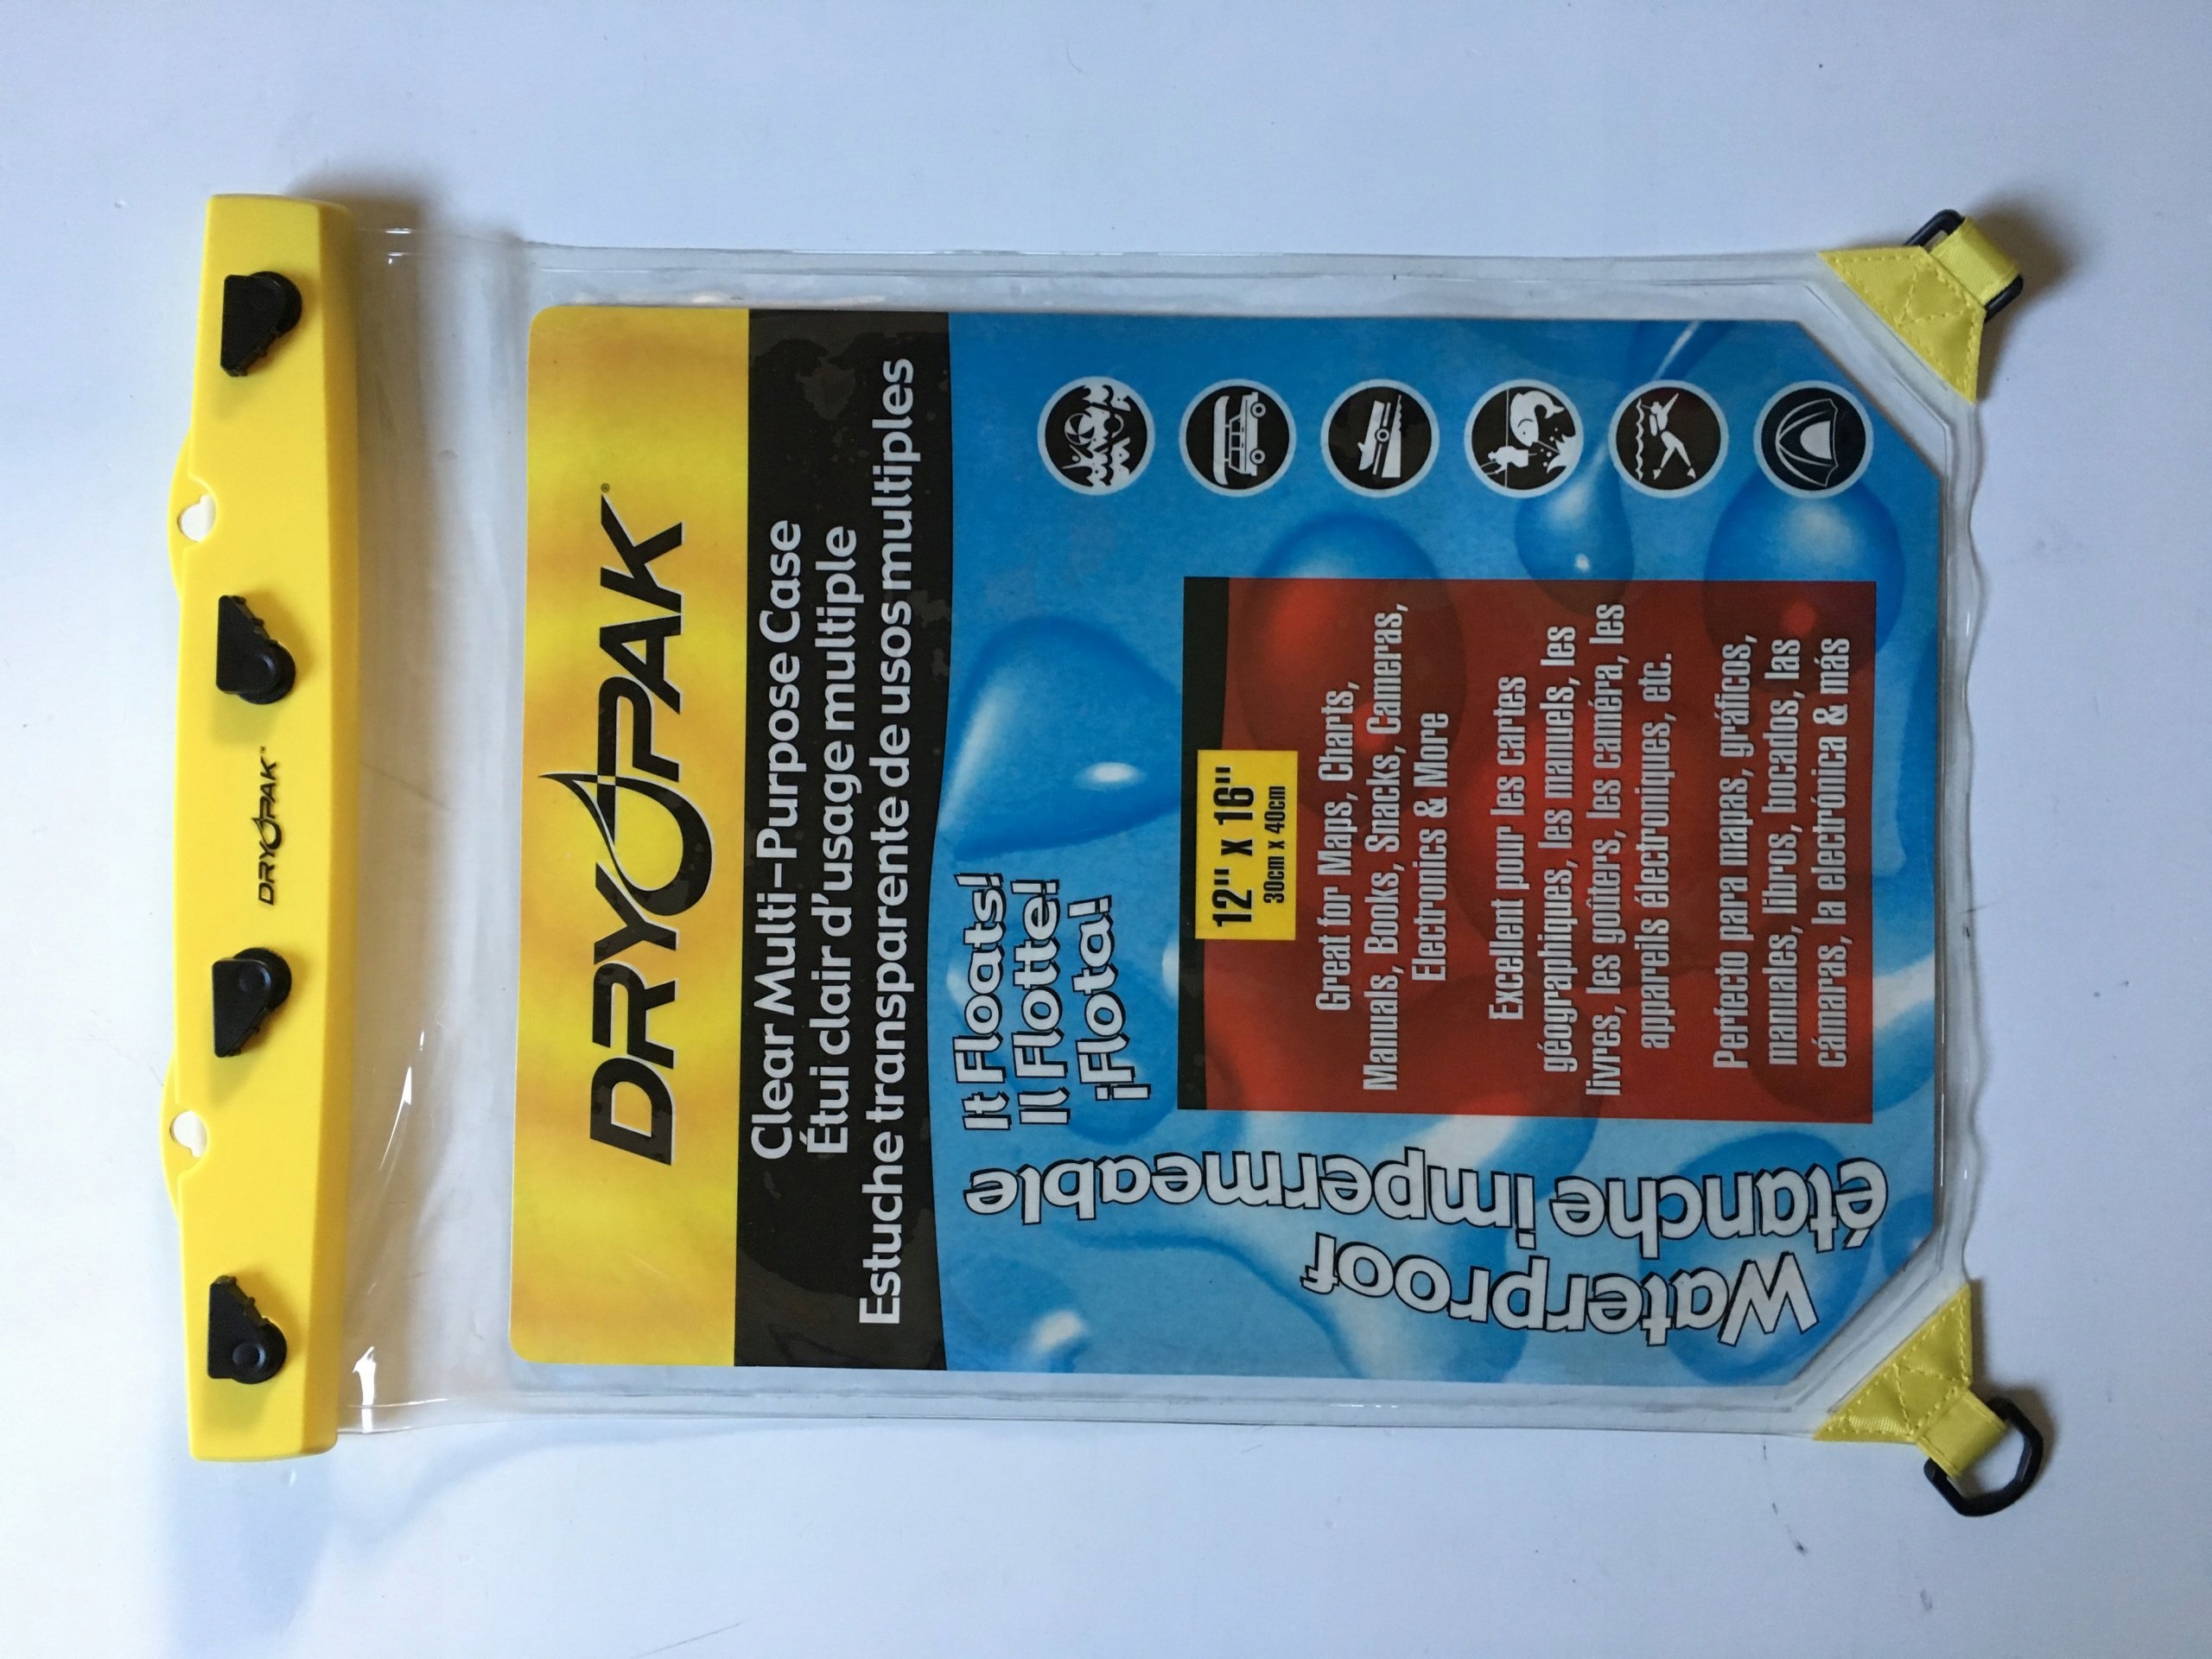 DRYPAK™
DRYPAK®
Clear Multi-Purpose Case
Étui clair d'usage multiple
Estuche transparente de usos multiples
It Floats!
Il Flotte!
¡Flota!
Waterproof
étanche impermeable
12" x 16"
30cm x 40cm
Great for Maps, Charts,
Manuals, Books, Snacks, Cameras,
Electronics & More
Excellent pour les cartes
géographiques, les manuels, les
livres, les goûters, les caméra, les
appareils électroniques, etc.
Perfecto para mapas, gráficos,
manuales, libros, bocados, las
cámaras, la electrónica & más